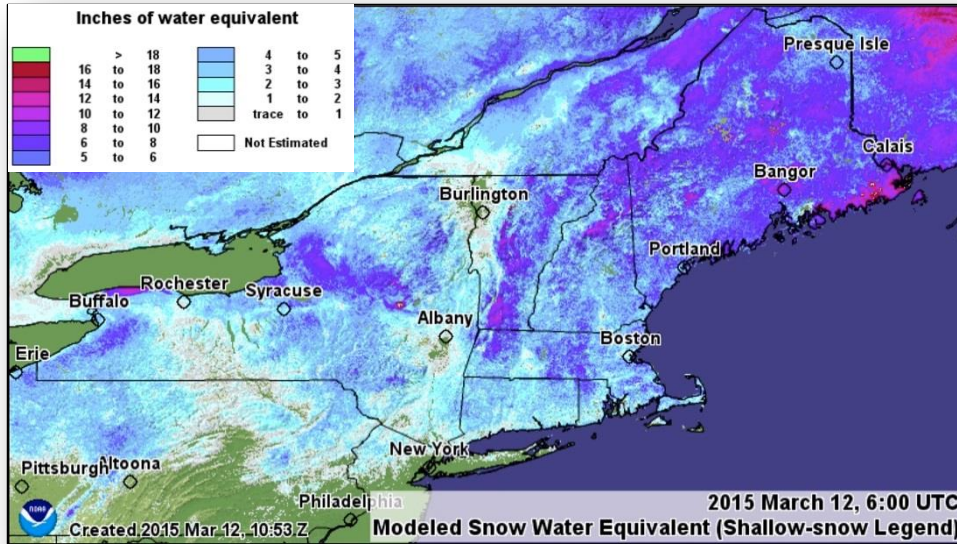 Inches of water equivalent
> 18
16 to 18
14 to 16
12 to 14
10 to 12
8 to 10
6 to 8
5 to 6
4 to 5
3 to 4
2 to 3
1 to 2
trace to 1
Not Estimated
Presque Isle
Calais
Bangor
Burlington
Portland
Rochester
Syracuse
Buffalo
Albany
Boston
Erie
New York
Pittsburgh
Altoona
Philadelphia
NOAA
Created 2015 Mar 12, 10:53 Z
2015 March 12, 6:00 UTC
Modeled Snow Water Equivalent (Shallow-snow Legend)